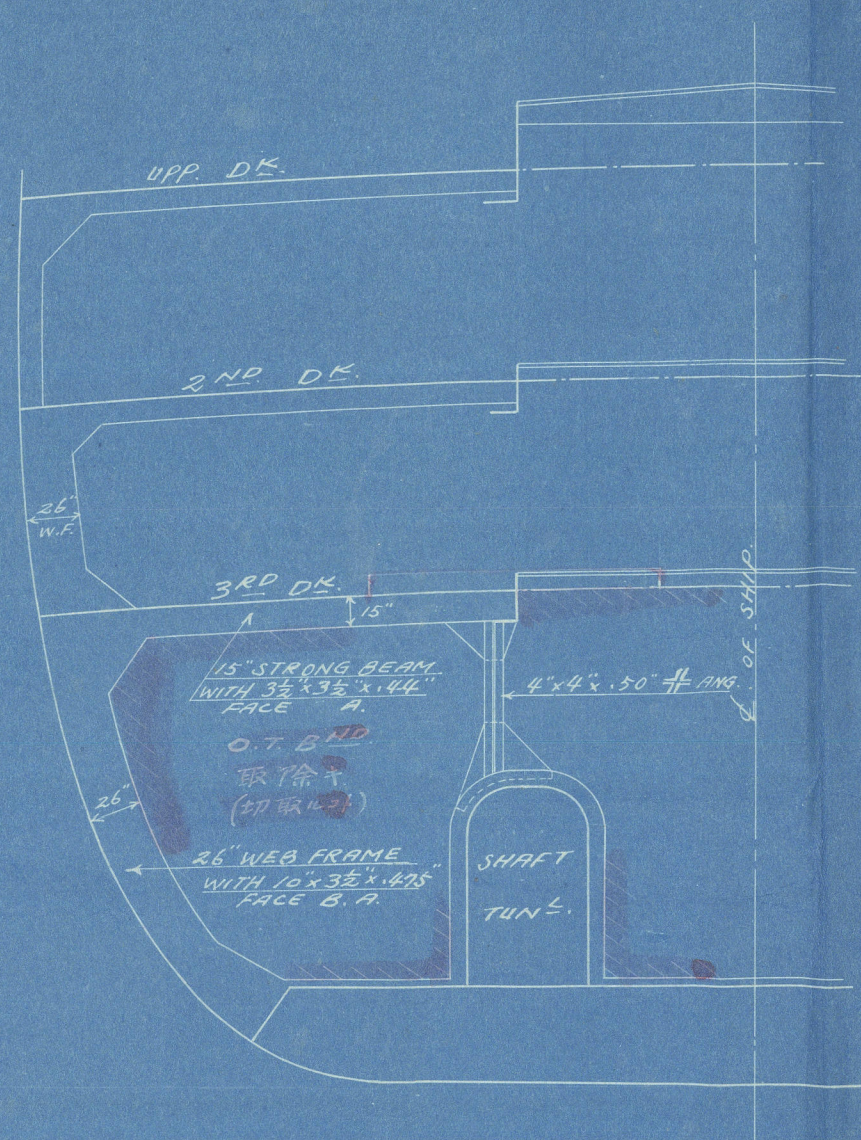 UPP. DK.
2ND. DK.
26"
W.F.
3RD DK.
15"
15" STRONG BEAM
WITH 3½"x3½"x.44"
FACE A.
4"x4"x.50" ANG.
℄ OF SHIP.
O.T. BHD.
取除キ
(切取ルコト)
26"
26" WEB FRAME
WITH 10"x3½"x.475"
FACE B.A.
SHAFT
TUNL.